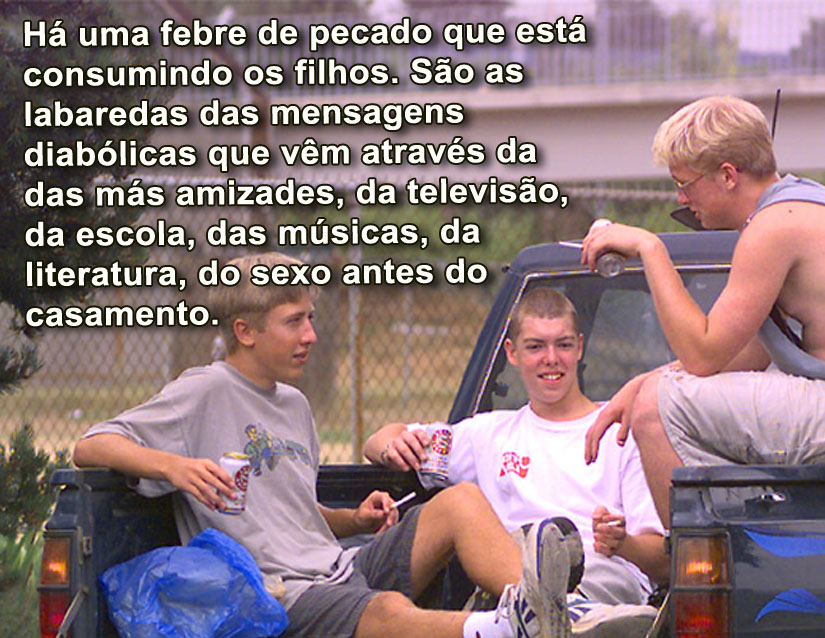 Há uma febre de pecado que está
consumindo os filhos. São as
labaredas das mensagens
diabólicas que vêm através da
das más amizades, da televisão,
da escola, das músicas, da
literatura, do sexo antes do
casamento.